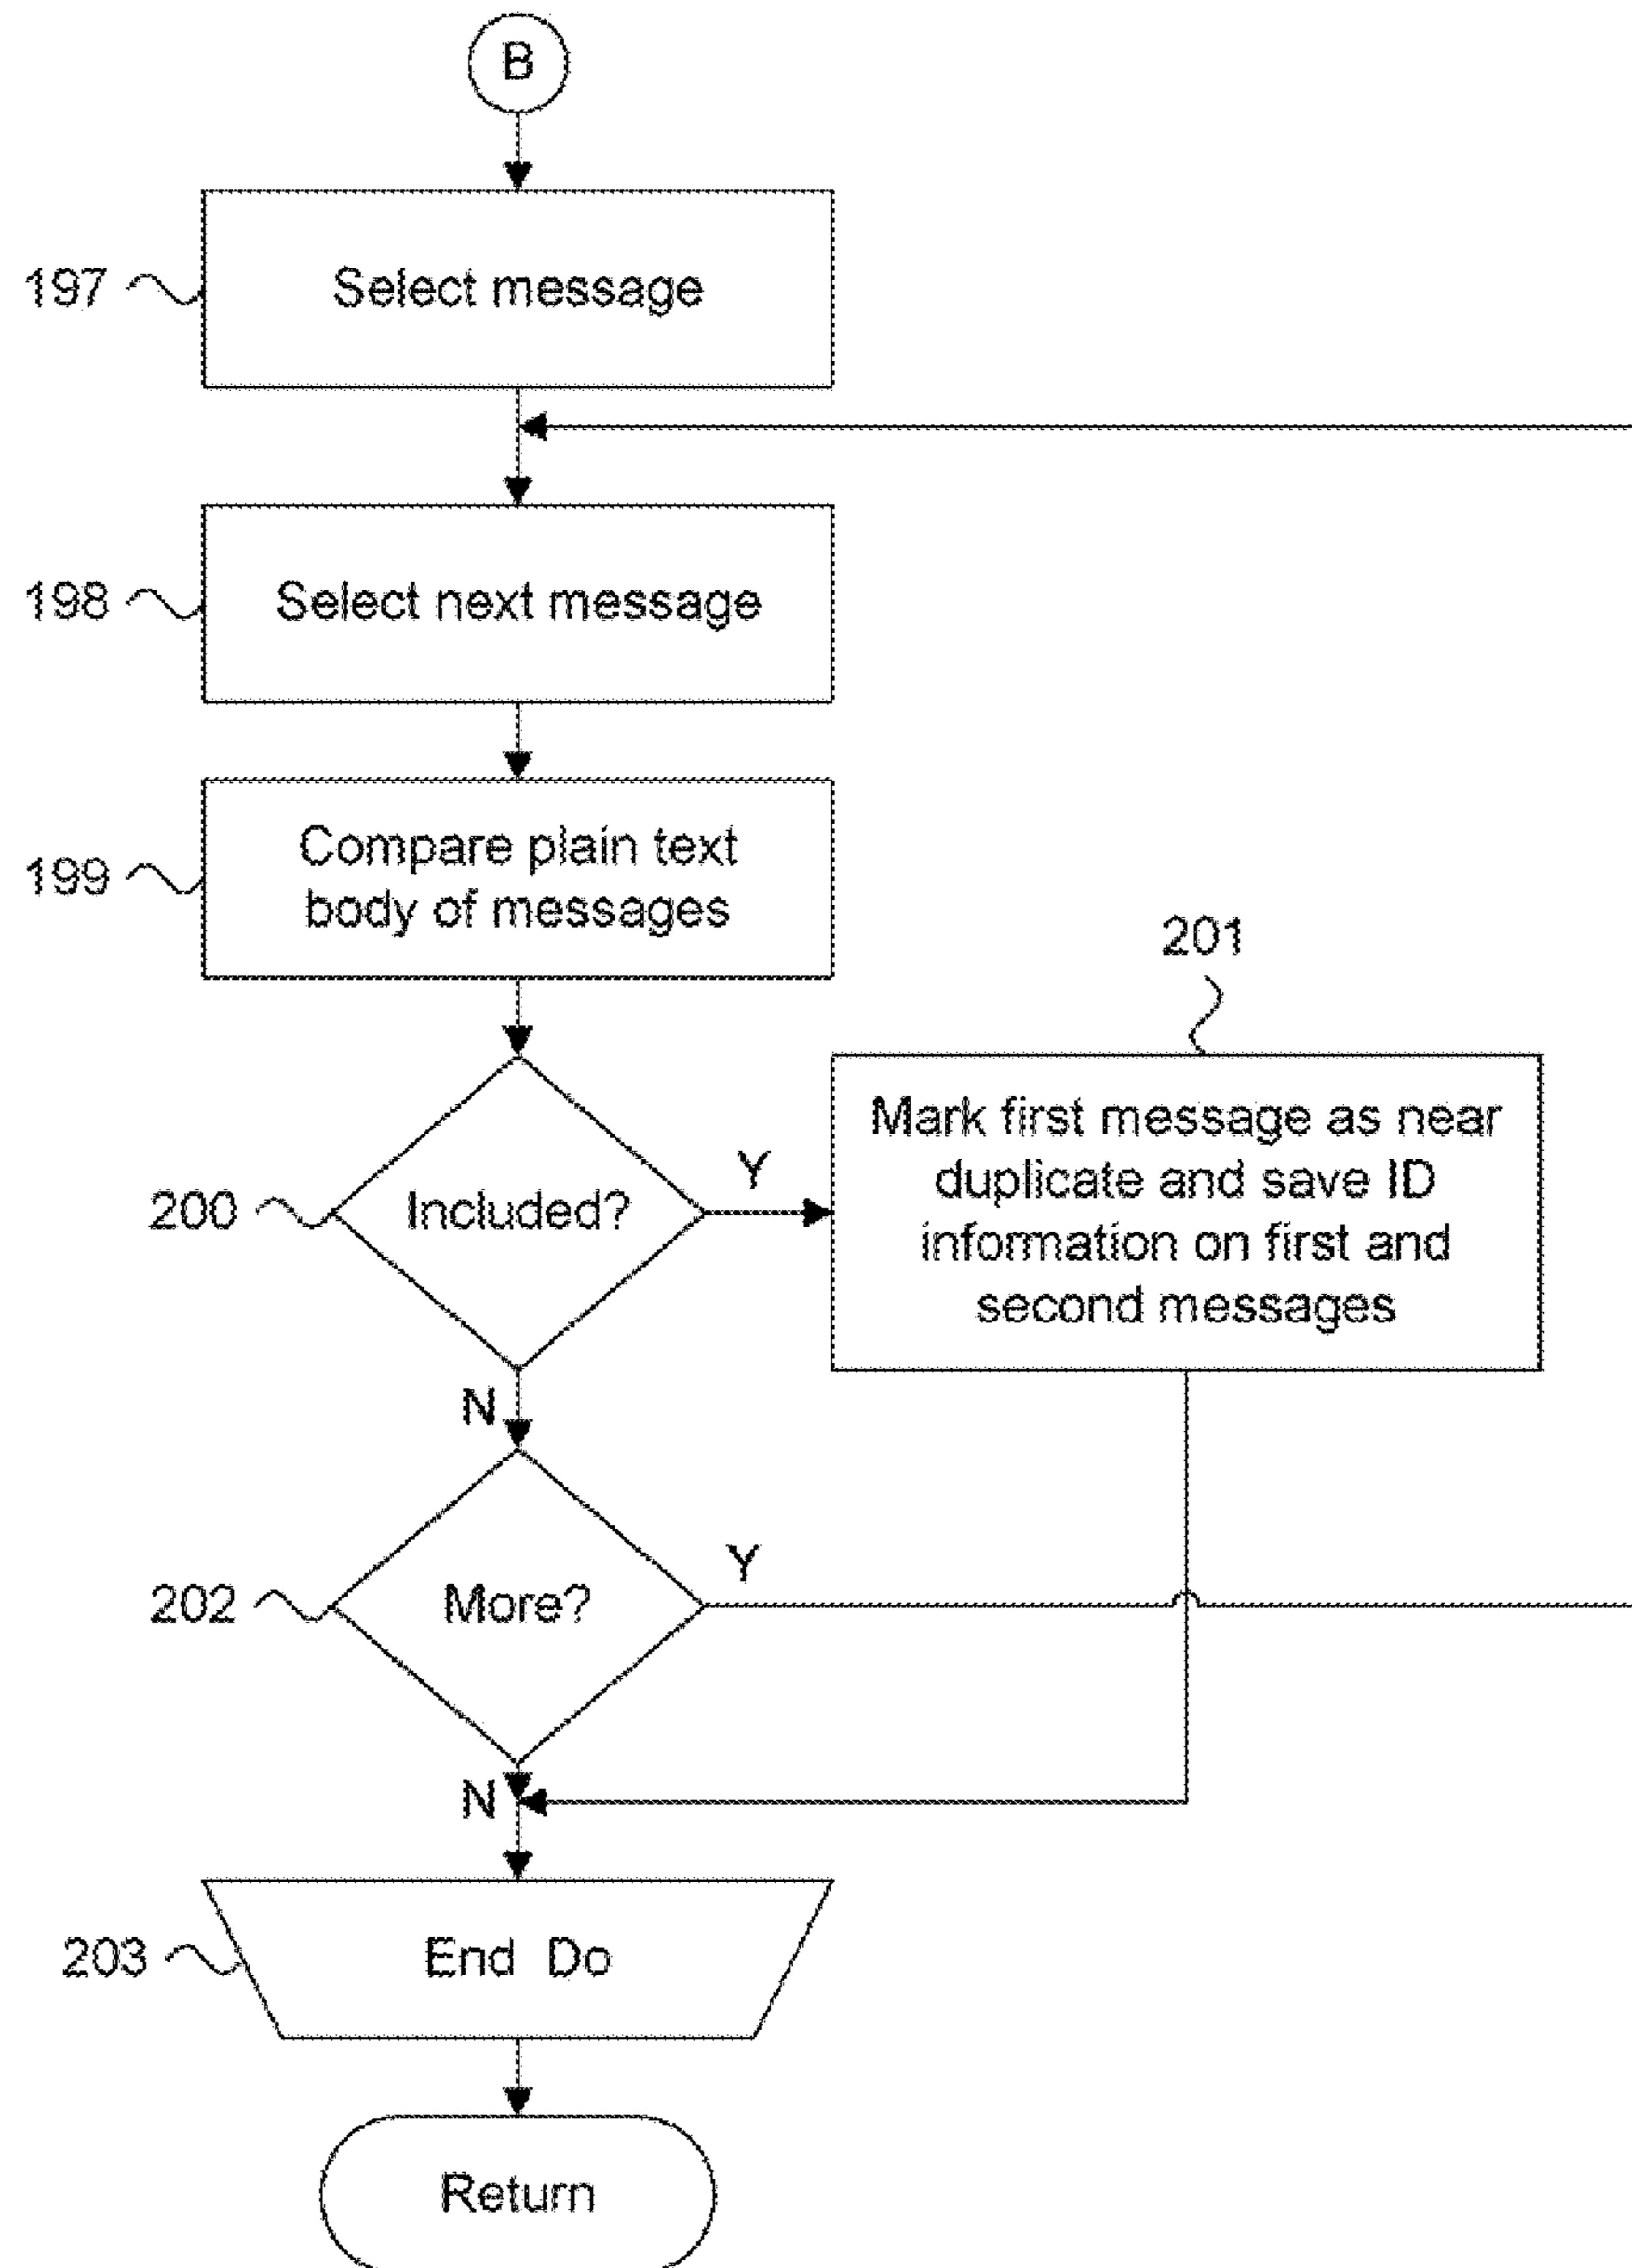 B
197
Select message
198
Select next message
199
Compare plain text
body of messages
201
Mark first message as near
duplicate and save ID
information on first and
second messages
200
Included?
Y
N
202
More?
Y
N
203
End Do
Return